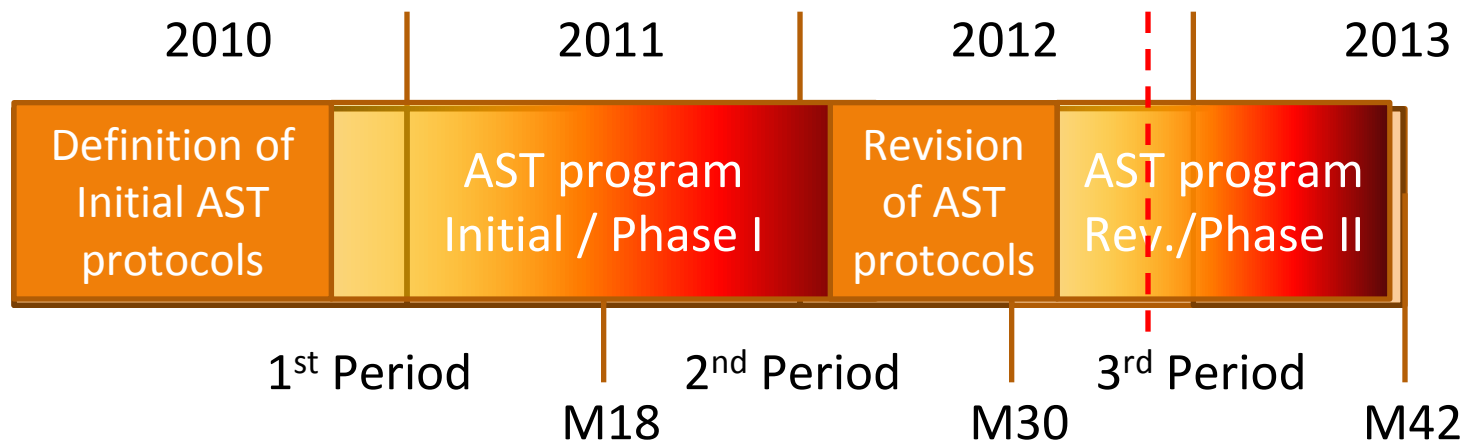 2010 2011 2012 2013
Definition of
Initial AST
protocols
AST program
Initial / Phase I
Revision
of AST
protocols
AST program
Rev./Phase II
1st Period 2nd Period 3rd Period
M18 M30 M42